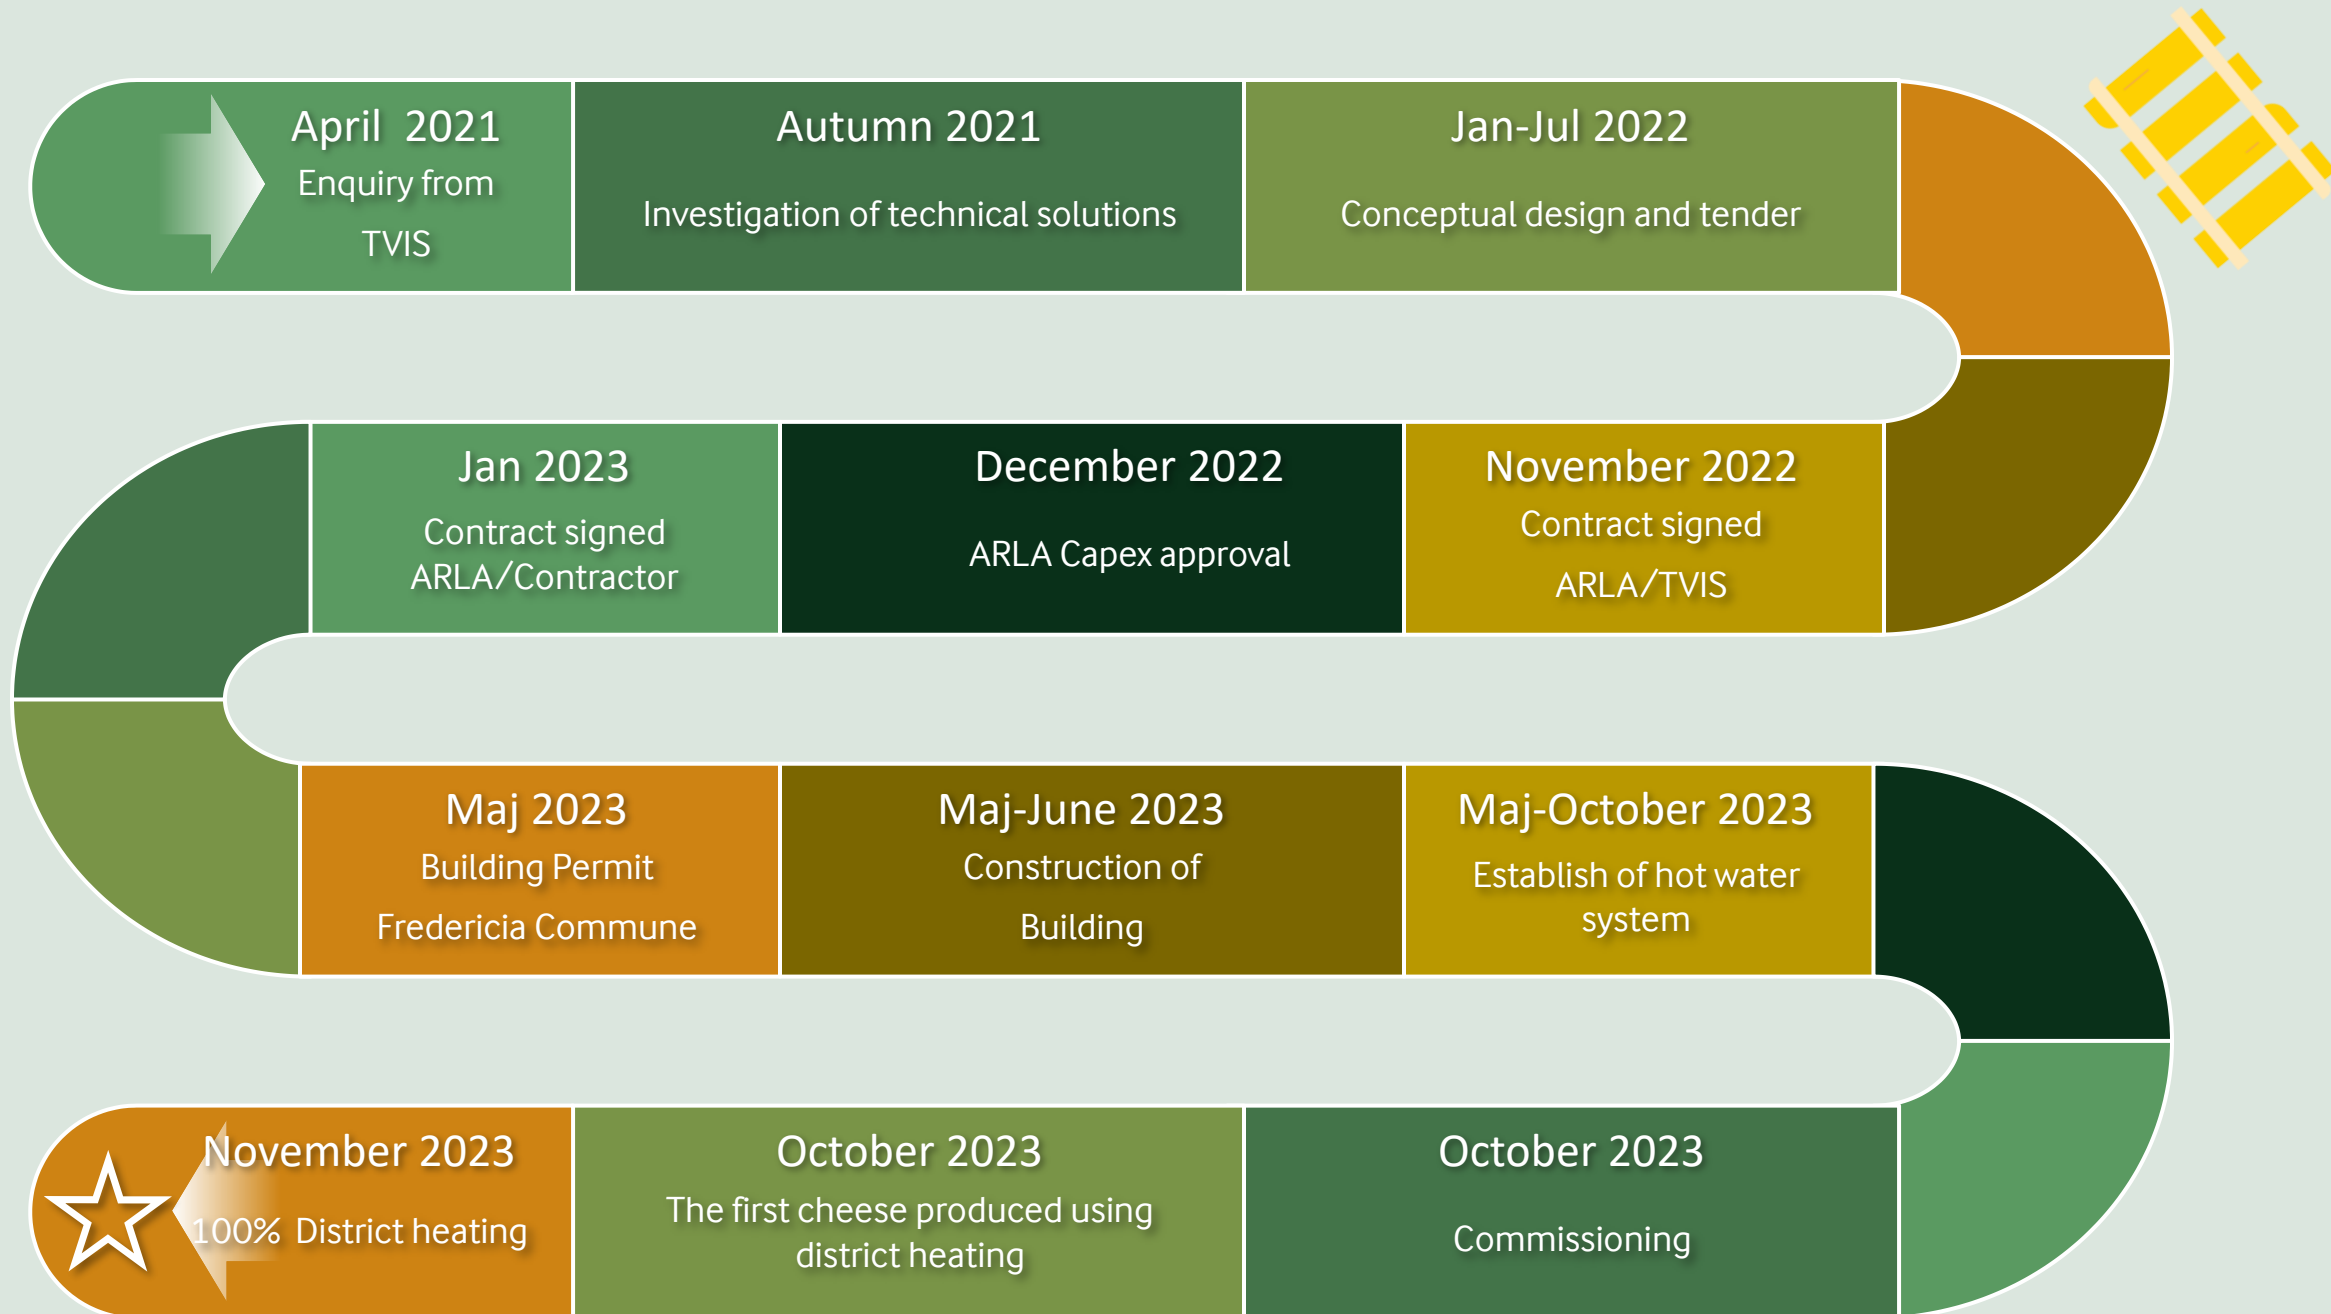 April 2021
Enquiry from
TVIS
Autumn 2021
Investigation of technical solutions
Jan-Jul 2022
Conceptual design and tender
November 2022
Contract signed
ARLA/TVIS
December 2022
ARLA Capex approval
Jan 2023
Contract signed
ARLA/Contractor
Maj 2023
Building Permit
Fredericia Commune
Maj-June 2023
Construction of
Building
Maj-October 2023
Establish of hot water
system
October 2023
Commissioning
October 2023
The first cheese produced using
district heating
November 2023
100% District heating